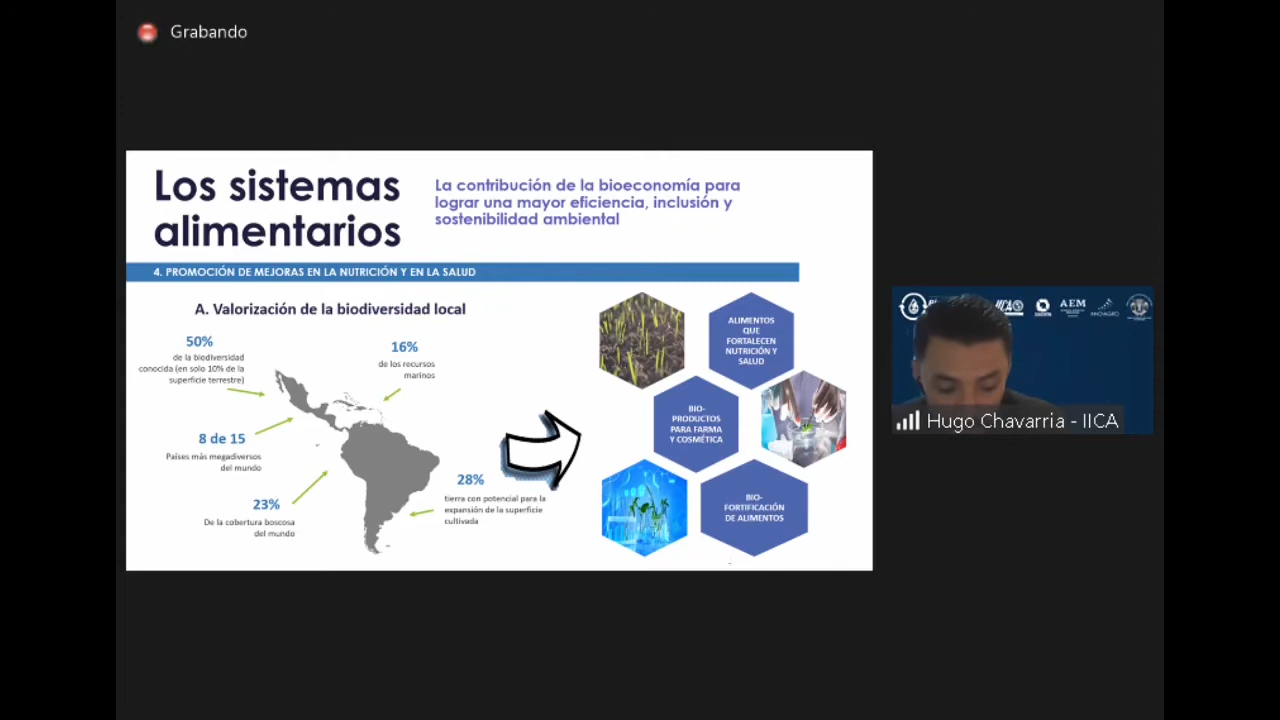 Grabando
Los sistemas
alimentarios
La contribución de la bioeconomía para
lograr una mayor eficiencia, inclusión y
sostenibilidad ambiental
4. PROMOCIÓN DE MEJORAS EN LA NUTRICIÓN Y EN LA SALUD
A. Valorización de la biodiversidad local
50%
de la biodiversidad
conocida (en solo 10% de la
superficie terrestre)
16%
de los recursos
marinos
8 de 15
Países más megadiversos
del mundo
23%
De la cobertura boscosa
del mundo
28%
tierra con potencial para la
expansión de la superficie
cultivada
ALIMENTOS
QUE
FORTALECEN
NUTRICIÓN Y
SALUD
BIO-
PRODUCTOS
PARA FARMA
Y COSMÉTICA
BIO-
FORTIFICACIÓN
DE ALIMENTOS
IICA
AEM
INNOVAGRO
Hugo Chavarria - IICA